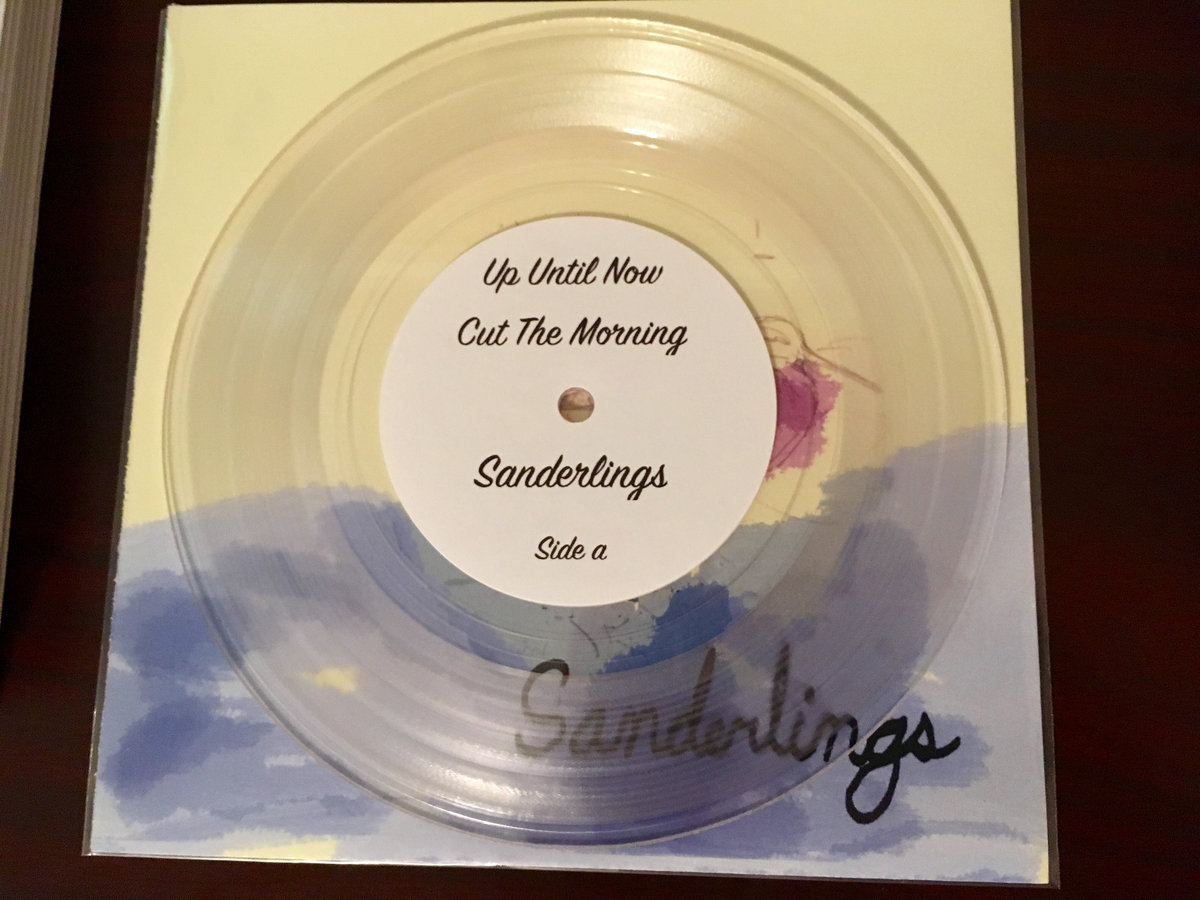 Up Until Now
Cut The Morning
Sanderlings
Side a
Sanderlings